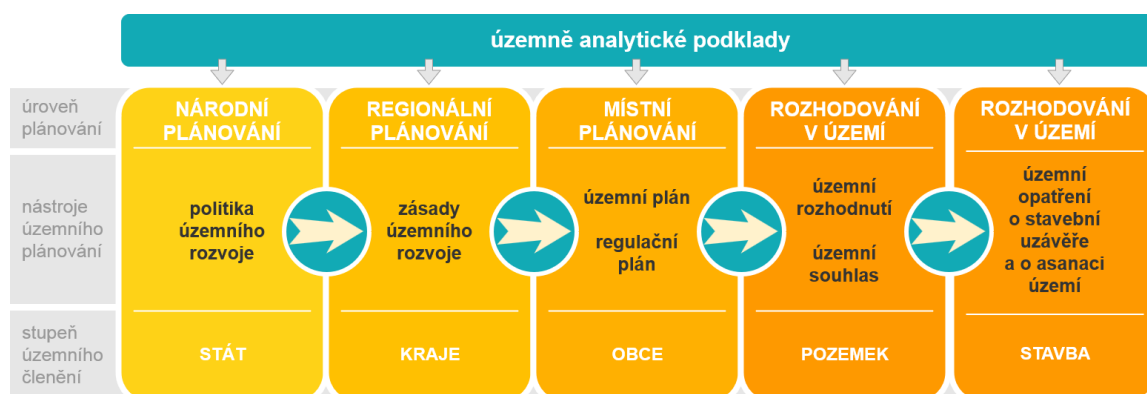 územně analytické podklady
úroveň
plánování
NÁRODNÍ
PLÁNOVÁNÍ
REGIONÁLNÍ
PLÁNOVÁNÍ
MÍSTNÍ
PLÁNOVÁNÍ
ROZHODOVÁNÍ
V ÚZEMÍ
ROZHODOVÁNÍ
V ÚZEMÍ
nástroje
územního
plánování
politika
územního
rozvoje
zásady
územního
rozvoje
územní plán
regulační
plán
územní
rozhodnutí
územní
souhlas
územní
opatření
o stavební
uzávěře
a o asanaci
území
stupeň
územního
členění
STÁT
KRAJE
OBCE
POZEMEK
STAVBA